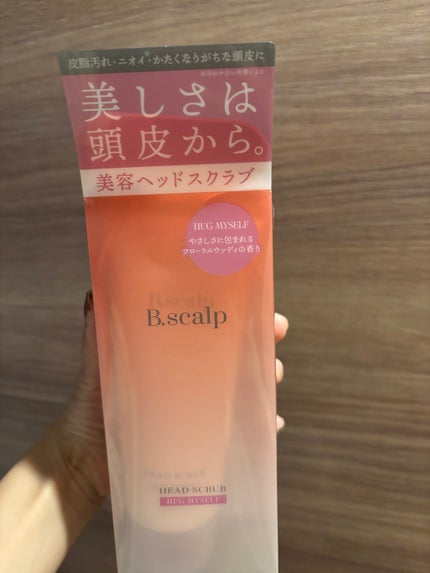 皮脂汚れ・ニオイ※・かたくなりがちな頭皮に
美しさは
頭皮から。
美容ヘッドスクラブ
HUG MYSELF
やさしさに包まれる
フローラルウッディの香り
B.scalp
B.scalp
HEAD SCRUB
HEAD SCRUB
HUG MYSELF